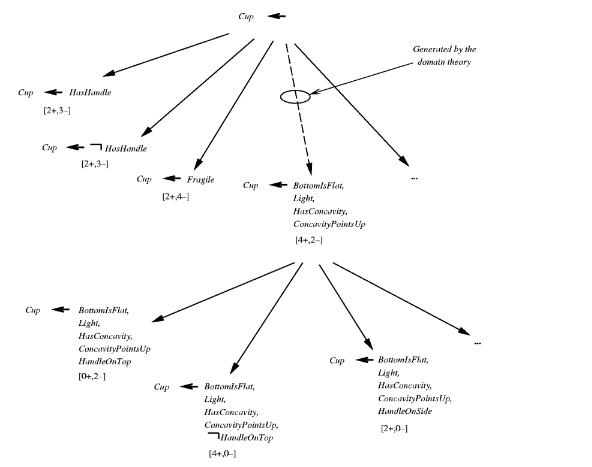 Cup ←
Generated by the
domain theory
Cup ← HasHandle
[2+,3–]
Cup ← ¬HasHandle
[2+,3–]
Cup ← Fragile
[2+,4–]
Cup ← BottomIsFlat,
Light,
HasConcavity,
ConcavityPointsUp
[4+,2–]
...
Cup ← BottomIsFlat,
Light,
HasConcavity,
ConcavityPointsUp
HandleOnTop
[0+,2–]
Cup ← BottomIsFlat,
Light,
HasConcavity,
ConcavityPointsUp,
¬HandleOnTop
[4+,0–]
Cup ← BottomIsFlat,
Light,
HasConcavity,
ConcavityPointsUp,
HandleOnSide
[2+,0–]
...